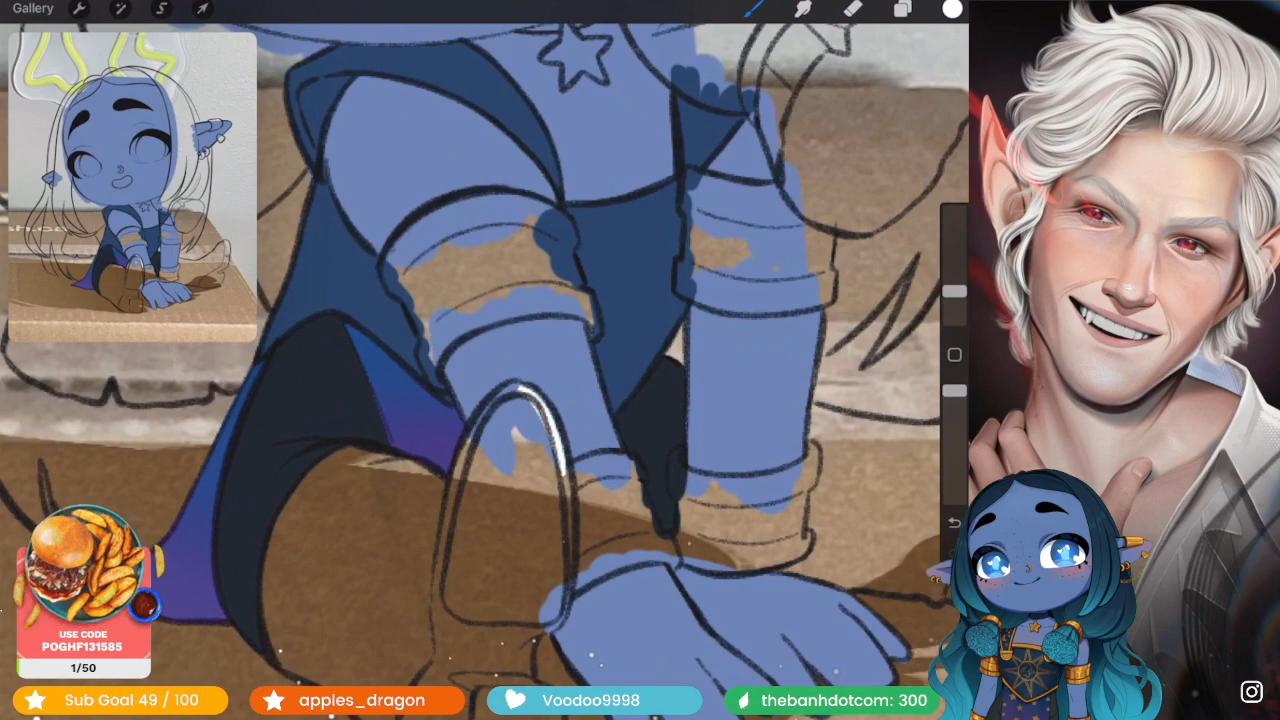 Gallery
USE CODE
POGHF131585
1/50
Sub Goal 49 / 100
apples_dragon
Voodoo9998
thebanhdotcom: 300